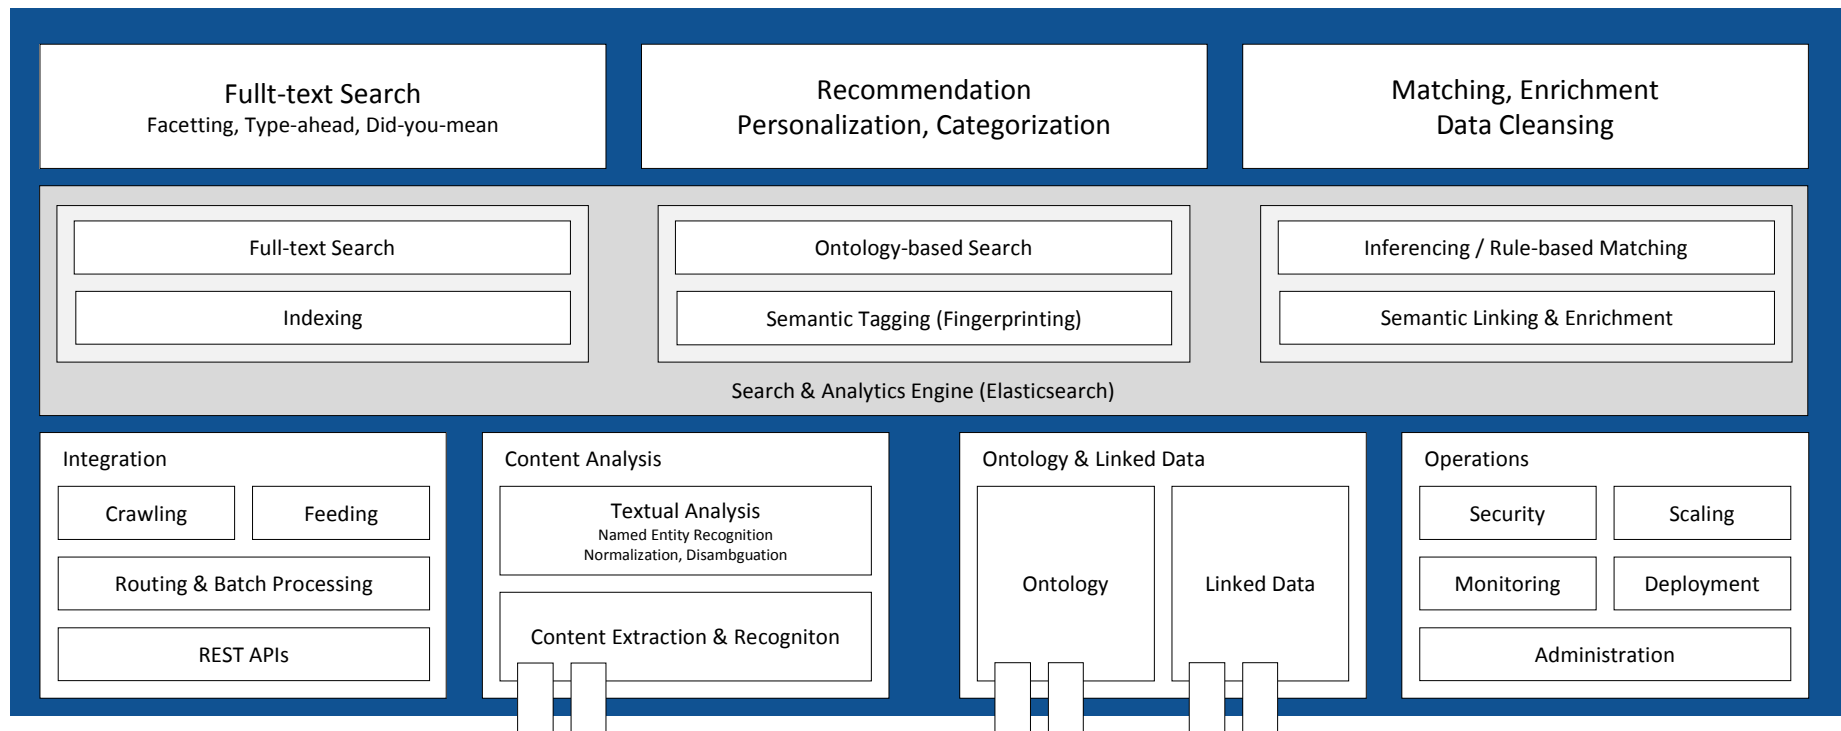 Fullt-text Search
Facetting, Type-ahead, Did-you-mean
Recommendation
Personalization, Categorization
Matching, Enrichment
Data Cleansing
Full-text Search
Indexing
Ontology-based Search
Semantic Tagging (Fingerprinting)
Inferencing / Rule-based Matching
Semantic Linking & Enrichment
Search & Analytics Engine (Elasticsearch)
Integration
Crawling
Feeding
Routing & Batch Processing
REST APIs
Content Analysis
Textual Analysis
Named Entity Recognition
Normalization, Disambguation
Content Extraction & Recogniton
Ontology & Linked Data
Ontology
Linked Data
Operations
Security
Scaling
Monitoring
Deployment
Administration